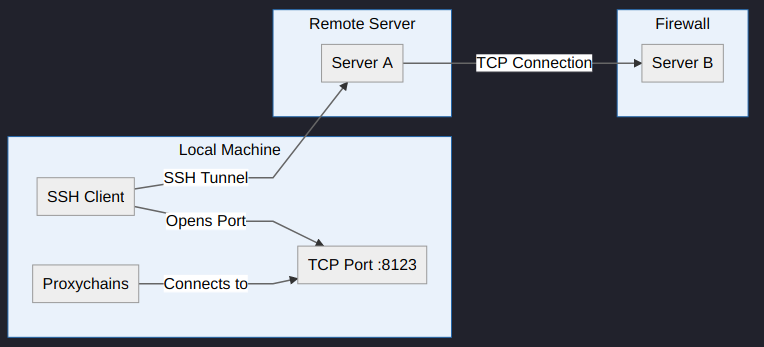 Remote Server
Firewall
Server A
TCP Connection
Server B
Local Machine
SSH Tunnel
SSH Client
Opens Port
TCP Port :8123
Proxychains
Connects to